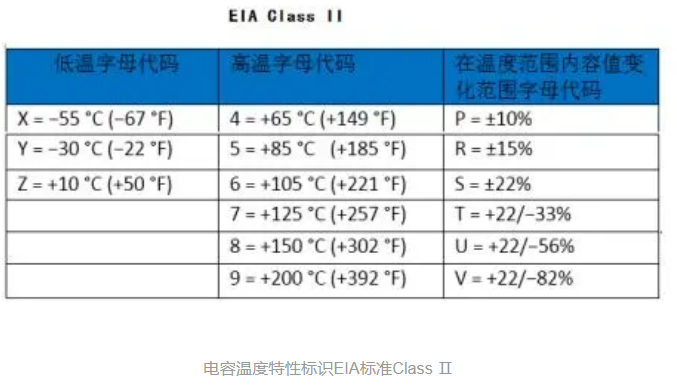 EIA Class II
低温字母代码 高温字母代码 在温度范围内容值变
化范围字母代码
X = −55 °C (−67 °F) 4 = +65 °C (+149 °F) P = ±10%
Y = −30 °C (−22 °F) 5 = +85 °C (+185 °F) R = ±15%
Z = +10 °C (+50 °F) 6 = +105 °C (+221 °F) S = ±22%
7 = +125 °C (+257 °F) T = +22/−33%
8 = +150 °C (+302 °F) U = +22/−56%
9 = +200 °C (+392 °F) V = +22/−82%
电容温度特性标识EIA标准Class Ⅱ